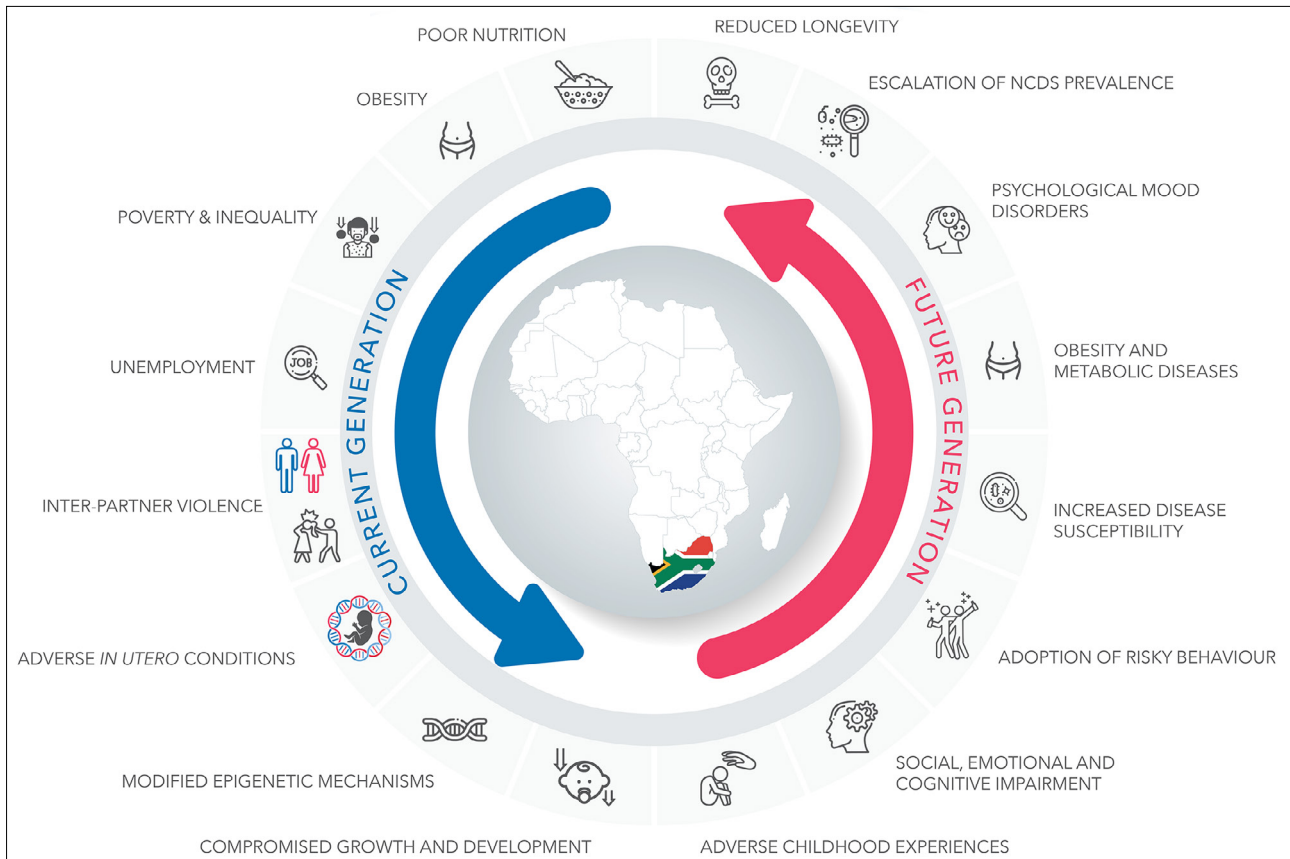 POOR NUTRITION
REDUCED LONGEVITY
OBESITY
ESCALATION OF NCDS PREVALENCE
POVERTY & INEQUALITY
PSYCHOLOGICAL MOOD
DISORDERS
UNEMPLOYMENT
JOB
OBESITY AND
METABOLIC DISEASES
CURRENT GENERATION
FUTURE GENERATION
INTER-PARTNER VIOLENCE
INCREASED DISEASE
SUSCEPTIBILITY
ADVERSE IN UTERO CONDITIONS
ADOPTION OF RISKY BEHAVIOUR
MODIFIED EPIGENETIC MECHANISMS
SOCIAL, EMOTIONAL AND
COGNITIVE IMPAIRMENT
COMPROMISED GROWTH AND DEVELOPMENT
ADVERSE CHILDHOOD EXPERIENCES